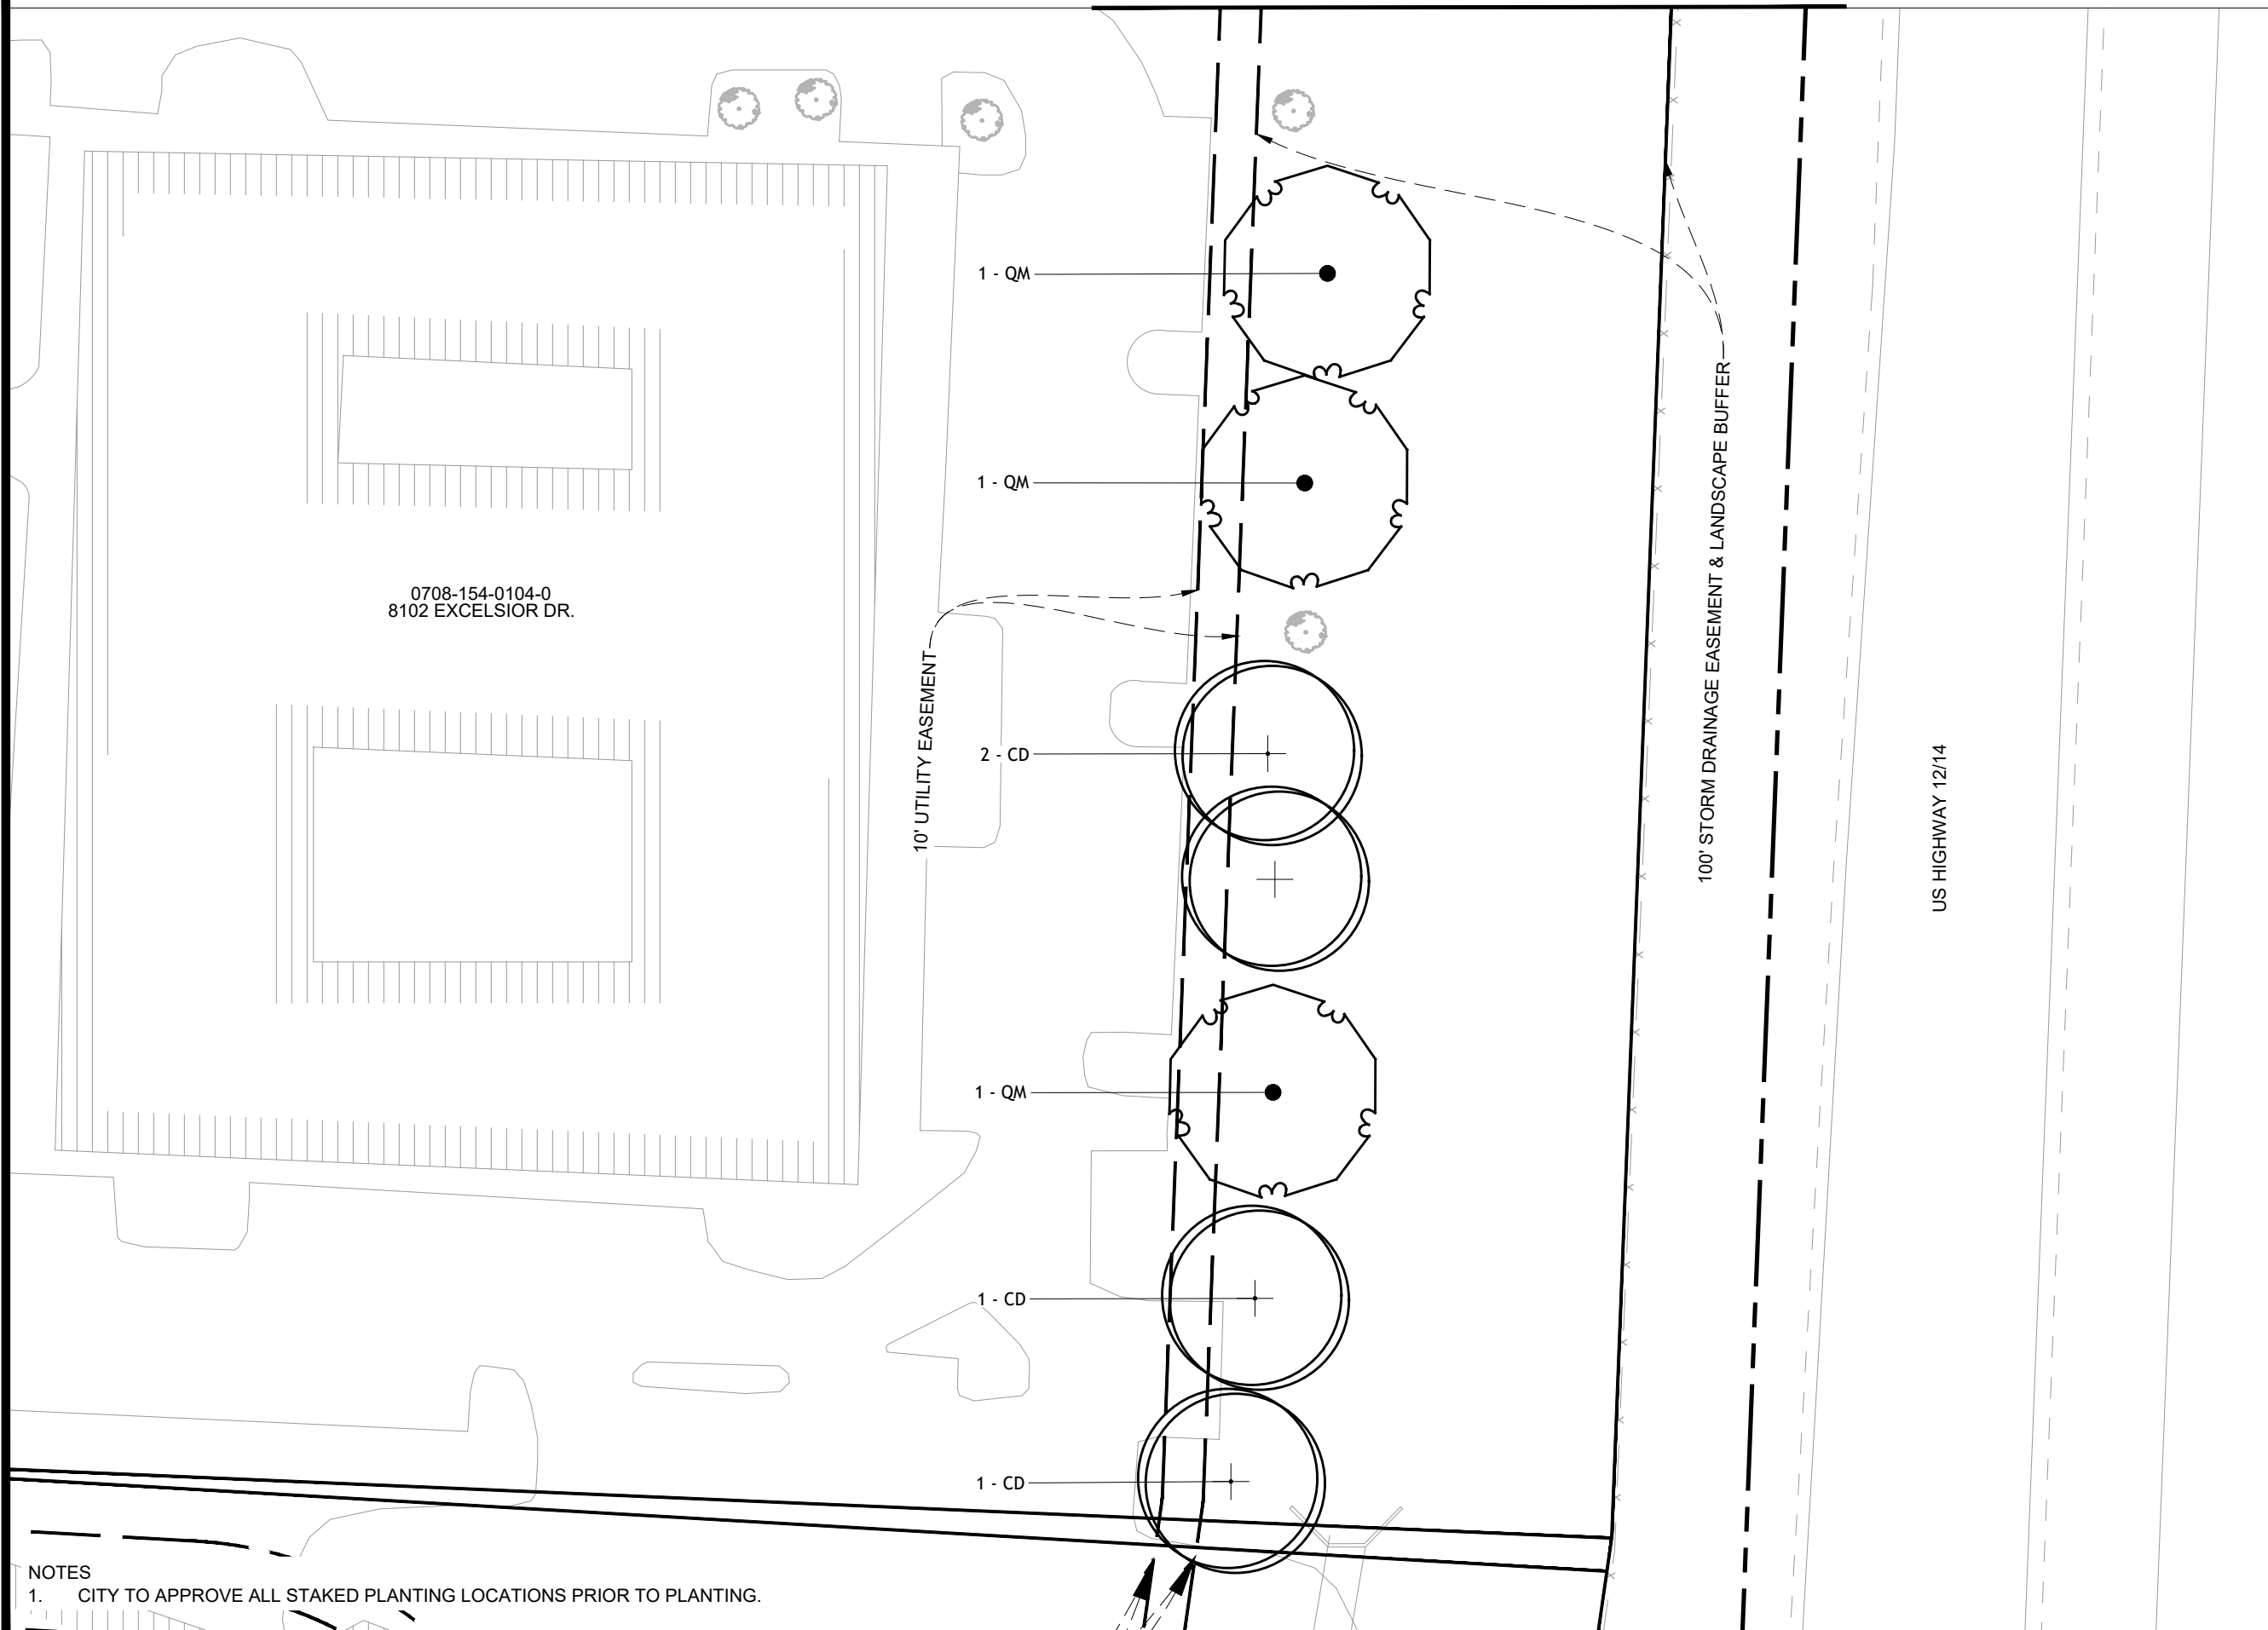 1 - QM
1 - QM
0708-154-0104-0
8102 EXCELSIOR DR.
10' UTILITY EASEMENT
100' STORM DRAINAGE EASEMENT & LANDSCAPE BUFFER
US HIGHWAY 12/14
2 - CD
1 - QM
1 - CD
1 - CD
NOTES
1. CITY TO APPROVE ALL STAKED PLANTING LOCATIONS PRIOR TO PLANTING.